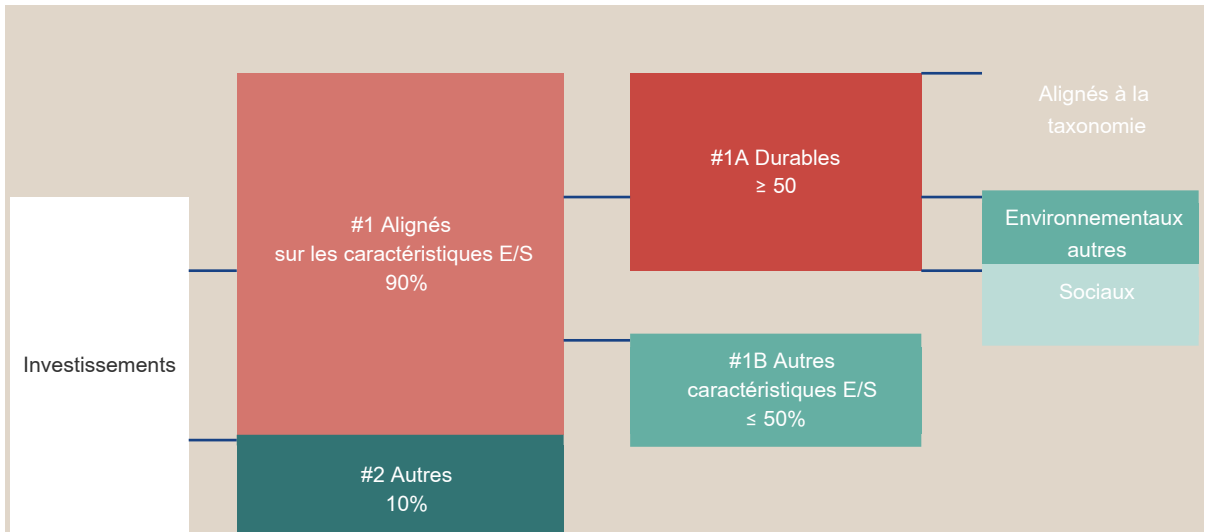 Investissements
#1 Alignés
sur les caractéristiques E/S
90%
#2 Autres
10%
#1A Durables
≥ 50
#1B Autres
caractéristiques E/S
≤ 50%
Alignés à la
taxonomie
Environnementaux
autres
Sociaux